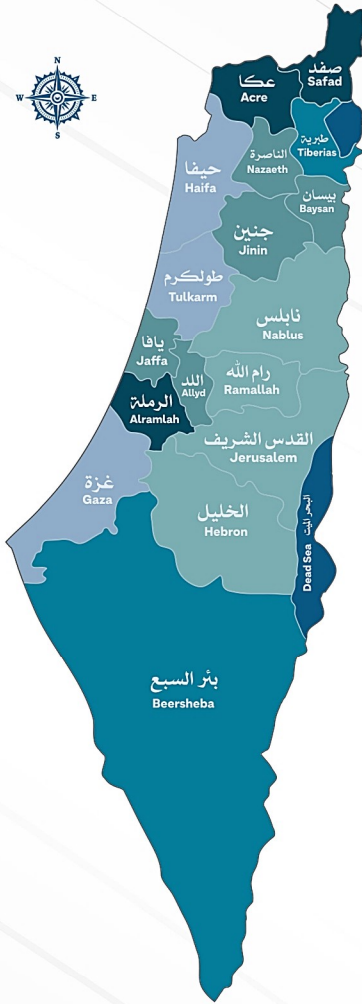 N
W
E
S
صفد
Safad
عكا
Acre
طبرية
Tiberias
الناصرة
Nazaeth
حيفا
Haifa
بيسان
Baysan
جنين
Jinin
طولكرم
Tulkarm
نابلس
Nablus
يافا
Jaffa
اللد
Allyd
رام الله
Ramallah
الرملة
Alramlah
القدس الشريف
Jerusalem
غزة
Gaza
الخليل
Hebron
البحر الميت
Dead Sea
بئر السبع
Beersheba